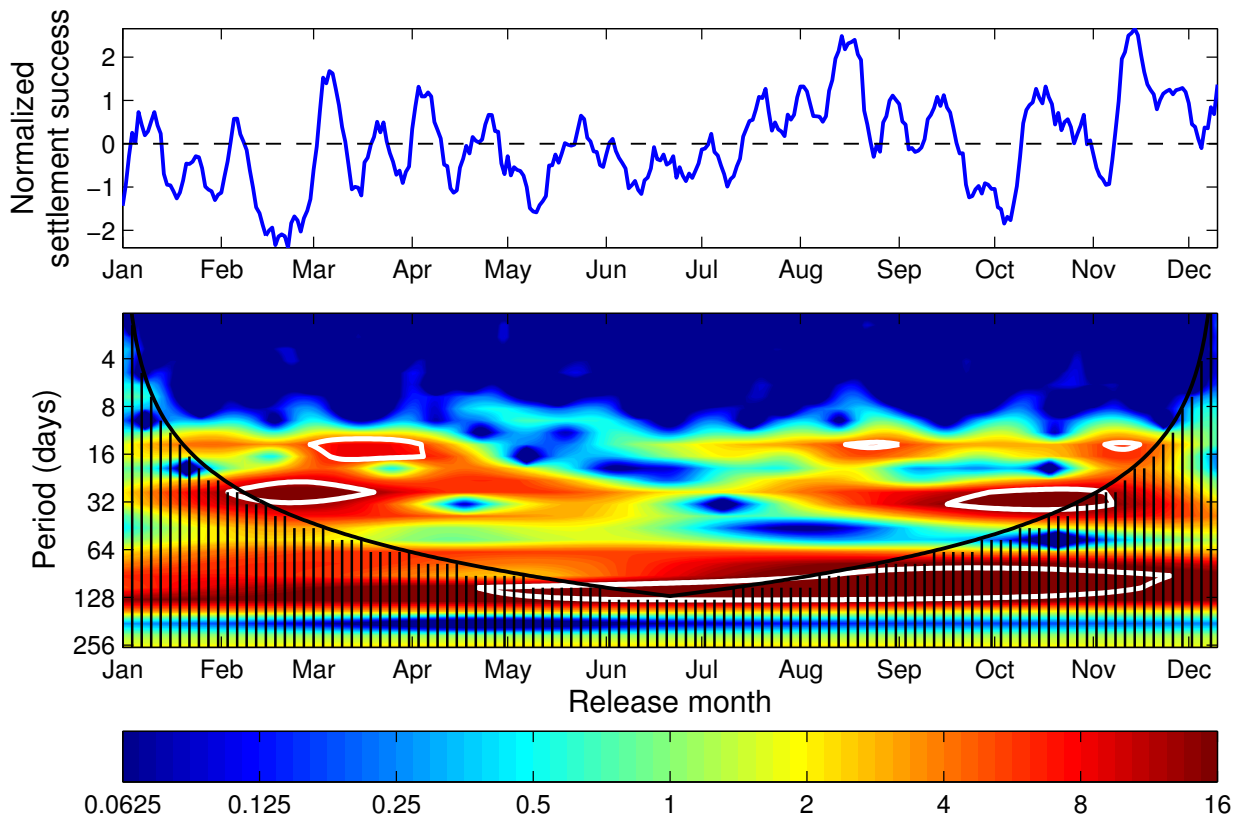 Normalized
settlement success
2
1
0
−1
−2
Jan Feb Mar Apr May Jun Jul Aug Sep Oct Nov Dec
Period (days)
4
8
16
32
64
128
256
Jan Feb Mar Apr May Jun Jul Aug Sep Oct Nov Dec
Release month
0.0625 0.125 0.25 0.5 1 2 4 8 16